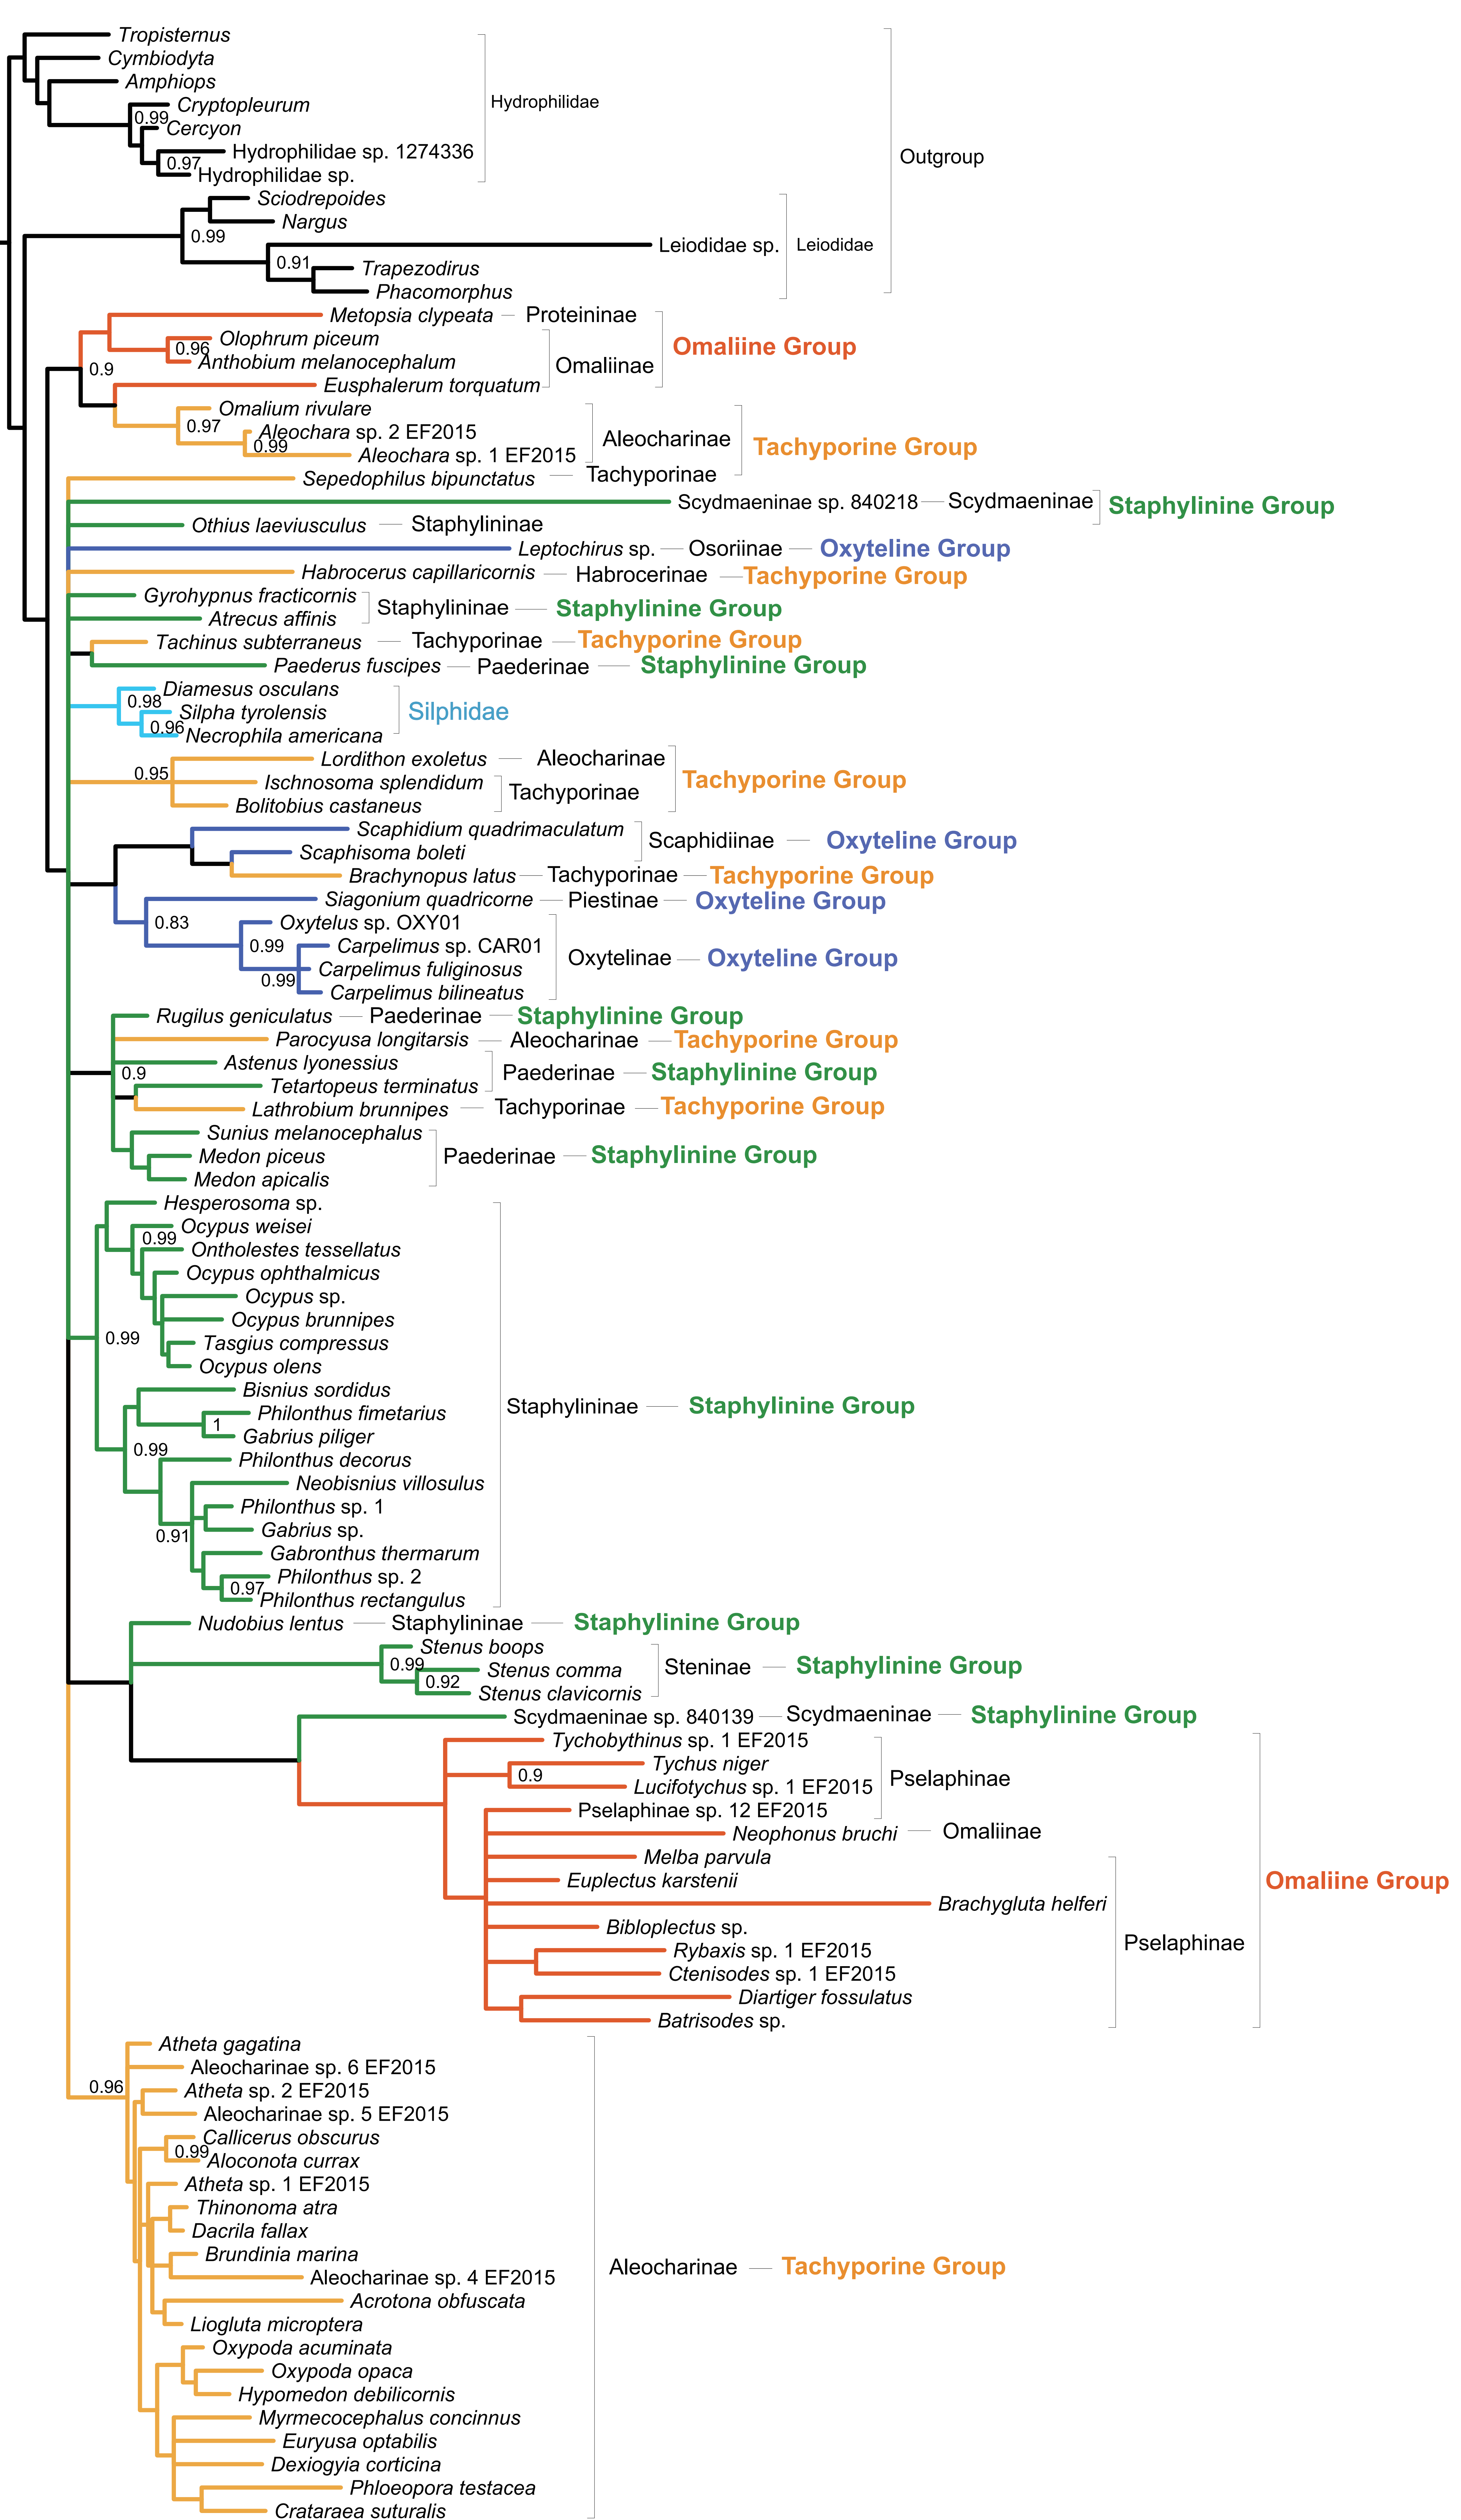 Tropisternus
Cymbiodyta
Amphiops
Cryptopleurum
0.99
Cercyon
Hydrophilidae sp. 1274336
0.97
Hydrophilidae sp.
Hydrophilidae
Outgroup
Sciodrepoides
Nargus
0.99
Leiodidae sp.
Leiodidae
0.91
Trapezodirus
Phacomorphus
Metopsia clypeata — Proteininae
Olophrum piceum
0.96
Anthobium melanocephalum
Omaliinae
Omaliine Group
0.9
Eusphalerum torquatum
Omalium rivulare
0.97
Aleochara sp. 2 EF2015
0.99
Aleochara sp. 1 EF2015
Aleocharinae
Tachyporine Group
Sepedophilus bipunctatus — Tachyporinae
Scydmaeninae sp. 840218 — Scydmaeninae
Staphylinine Group
Othius laeviusculus — Staphylininae
Leptochirus sp. — Osoriinae — Oxyteline Group
Habrocerus capillaricornis — Habrocerinae — Tachyporine Group
Gyrohypnus fracticornis
Staphylininae — Staphylinine Group
Atrecus affinis
Tachinus subterraneus — Tachyporinae — Tachyporine Group
Paederus fuscipes — Paederinae — Staphylinine Group
Diamesus osculans
0.98
Silpha tyrolensis
0.96
Necrophila americana
Silphidae
Lordithon exoletus — Aleocharinae
0.95
Ischnosoma splendidum
Tachyporinae
Tachyporine Group
Bolitobius castaneus
Scaphidium quadrimaculatum
Scaphidiinae — Oxyteline Group
Scaphisoma boleti
Brachynopus latus — Tachyporinae — Tachyporine Group
Siagonium quadricorne — Piestinae — Oxyteline Group
0.83
Oxytelus sp. OXY01
0.99
Carpelimus sp. CAR01
Oxytelinae — Oxyteline Group
Carpelimus fuliginosus
0.99
Carpelimus bilineatus
Rugilus geniculatus — Paederinae — Staphylinine Group
Parocyusa longitarsis — Aleocharinae — Tachyporine Group
Astenus lyonessius
0.9
Paederinae — Staphylinine Group
Tetartopeus terminatus
Lathrobium brunnipes — Tachyporinae — Tachyporine Group
Sunius melanocephalus
Medon piceus
Paederinae — Staphylinine Group
Medon apicalis
Hesperosoma sp.
Ocypus weisei
0.99
Ontholestes tessellatus
Ocypus ophthalmicus
Ocypus sp.
Ocypus brunnipes
0.99
Tasgius compressus
Ocypus olens
Bisnius sordidus
Staphylininae — Staphylinine Group
Philonthus fimetarius
1
Gabrius piliger
0.99
Philonthus decorus
Neobisnius villosulus
Philonthus sp. 1
Gabrius sp.
0.91
Gabronthus thermarum
Philonthus sp. 2
0.97
Philonthus rectangulus
Nudobius lentus — Staphylininae — Staphylinine Group
Stenus boops
0.99
Stenus comma
Steninae — Staphylinine Group
0.92
Stenus clavicornis
Scydmaeninae sp. 840139 — Scydmaeninae — Staphylinine Group
Tychobythinus sp. 1 EF2015
Tychus niger
0.9
Pselaphinae
Lucifotychus sp. 1 EF2015
Pselaphinae sp. 12 EF2015
Neophonus bruchi — Omaliinae
Melba parvula
Euplectus karstenii
Omaliine Group
Brachygluta helferi
Bibloplectus sp.
Pselaphinae
Rybaxis sp. 1 EF2015
Ctenisodes sp. 1 EF2015
Diartiger fossulatus
Batrisodes sp.
Atheta gagatina
Aleocharinae sp. 6 EF2015
0.96
Atheta sp. 2 EF2015
Aleocharinae sp. 5 EF2015
Callicerus obscurus
0.99
Aloconota currax
Atheta sp. 1 EF2015
Thinonoma atra
Dacrila fallax
Brundinia marina
Aleocharinae — Tachyporine Group
Aleocharinae sp. 4 EF2015
Acrotona obfuscata
Liogluta microptera
Oxypoda acuminata
Oxypoda opaca
Hypomedon debilicornis
Myrmecocephalus concinnus
Euryusa optabilis
Dexiogyia corticina
Phloeopora testacea
Crataraea suturalis